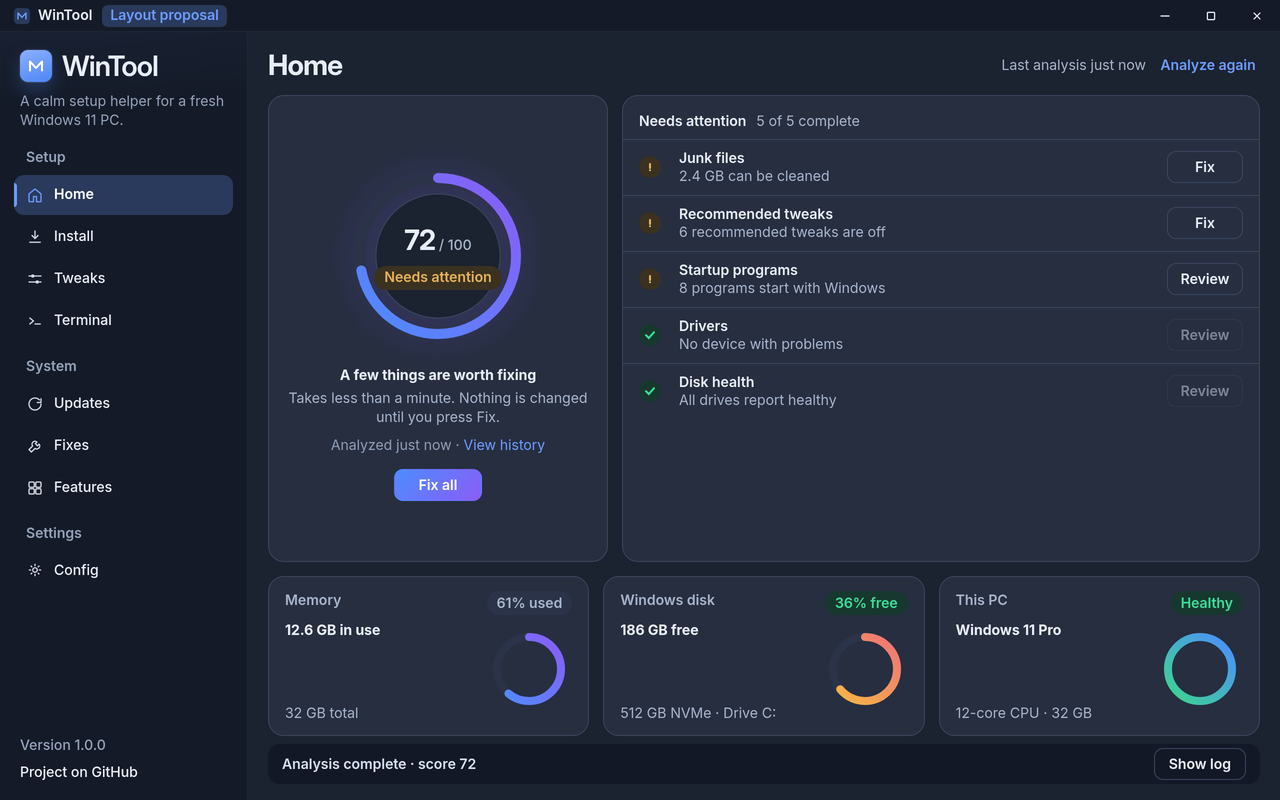 WinTool
Layout proposal
WinTool
A calm setup helper for a fresh
Windows 11 PC.
Setup
Home
Install
Tweaks
Terminal
System
Updates
Fixes
Features
Settings
Config
Version 1.0.0
Project on GitHub
Home
Last analysis just now
Analyze again
72 / 100
Needs attention
A few things are worth fixing
Takes less than a minute. Nothing is changed
until you press Fix.
Analyzed just now · View history
Fix all
Needs attention 5 of 5 complete
Junk files
2.4 GB can be cleaned
Fix
Recommended tweaks
6 recommended tweaks are off
Fix
Startup programs
8 programs start with Windows
Review
Drivers
No device with problems
Review
Disk health
All drives report healthy
Review
Memory
61% used
12.6 GB in use
32 GB total
Windows disk
36% free
186 GB free
512 GB NVMe · Drive C:
This PC
Healthy
Windows 11 Pro
12-core CPU · 32 GB
Analysis complete · score 72
Show log